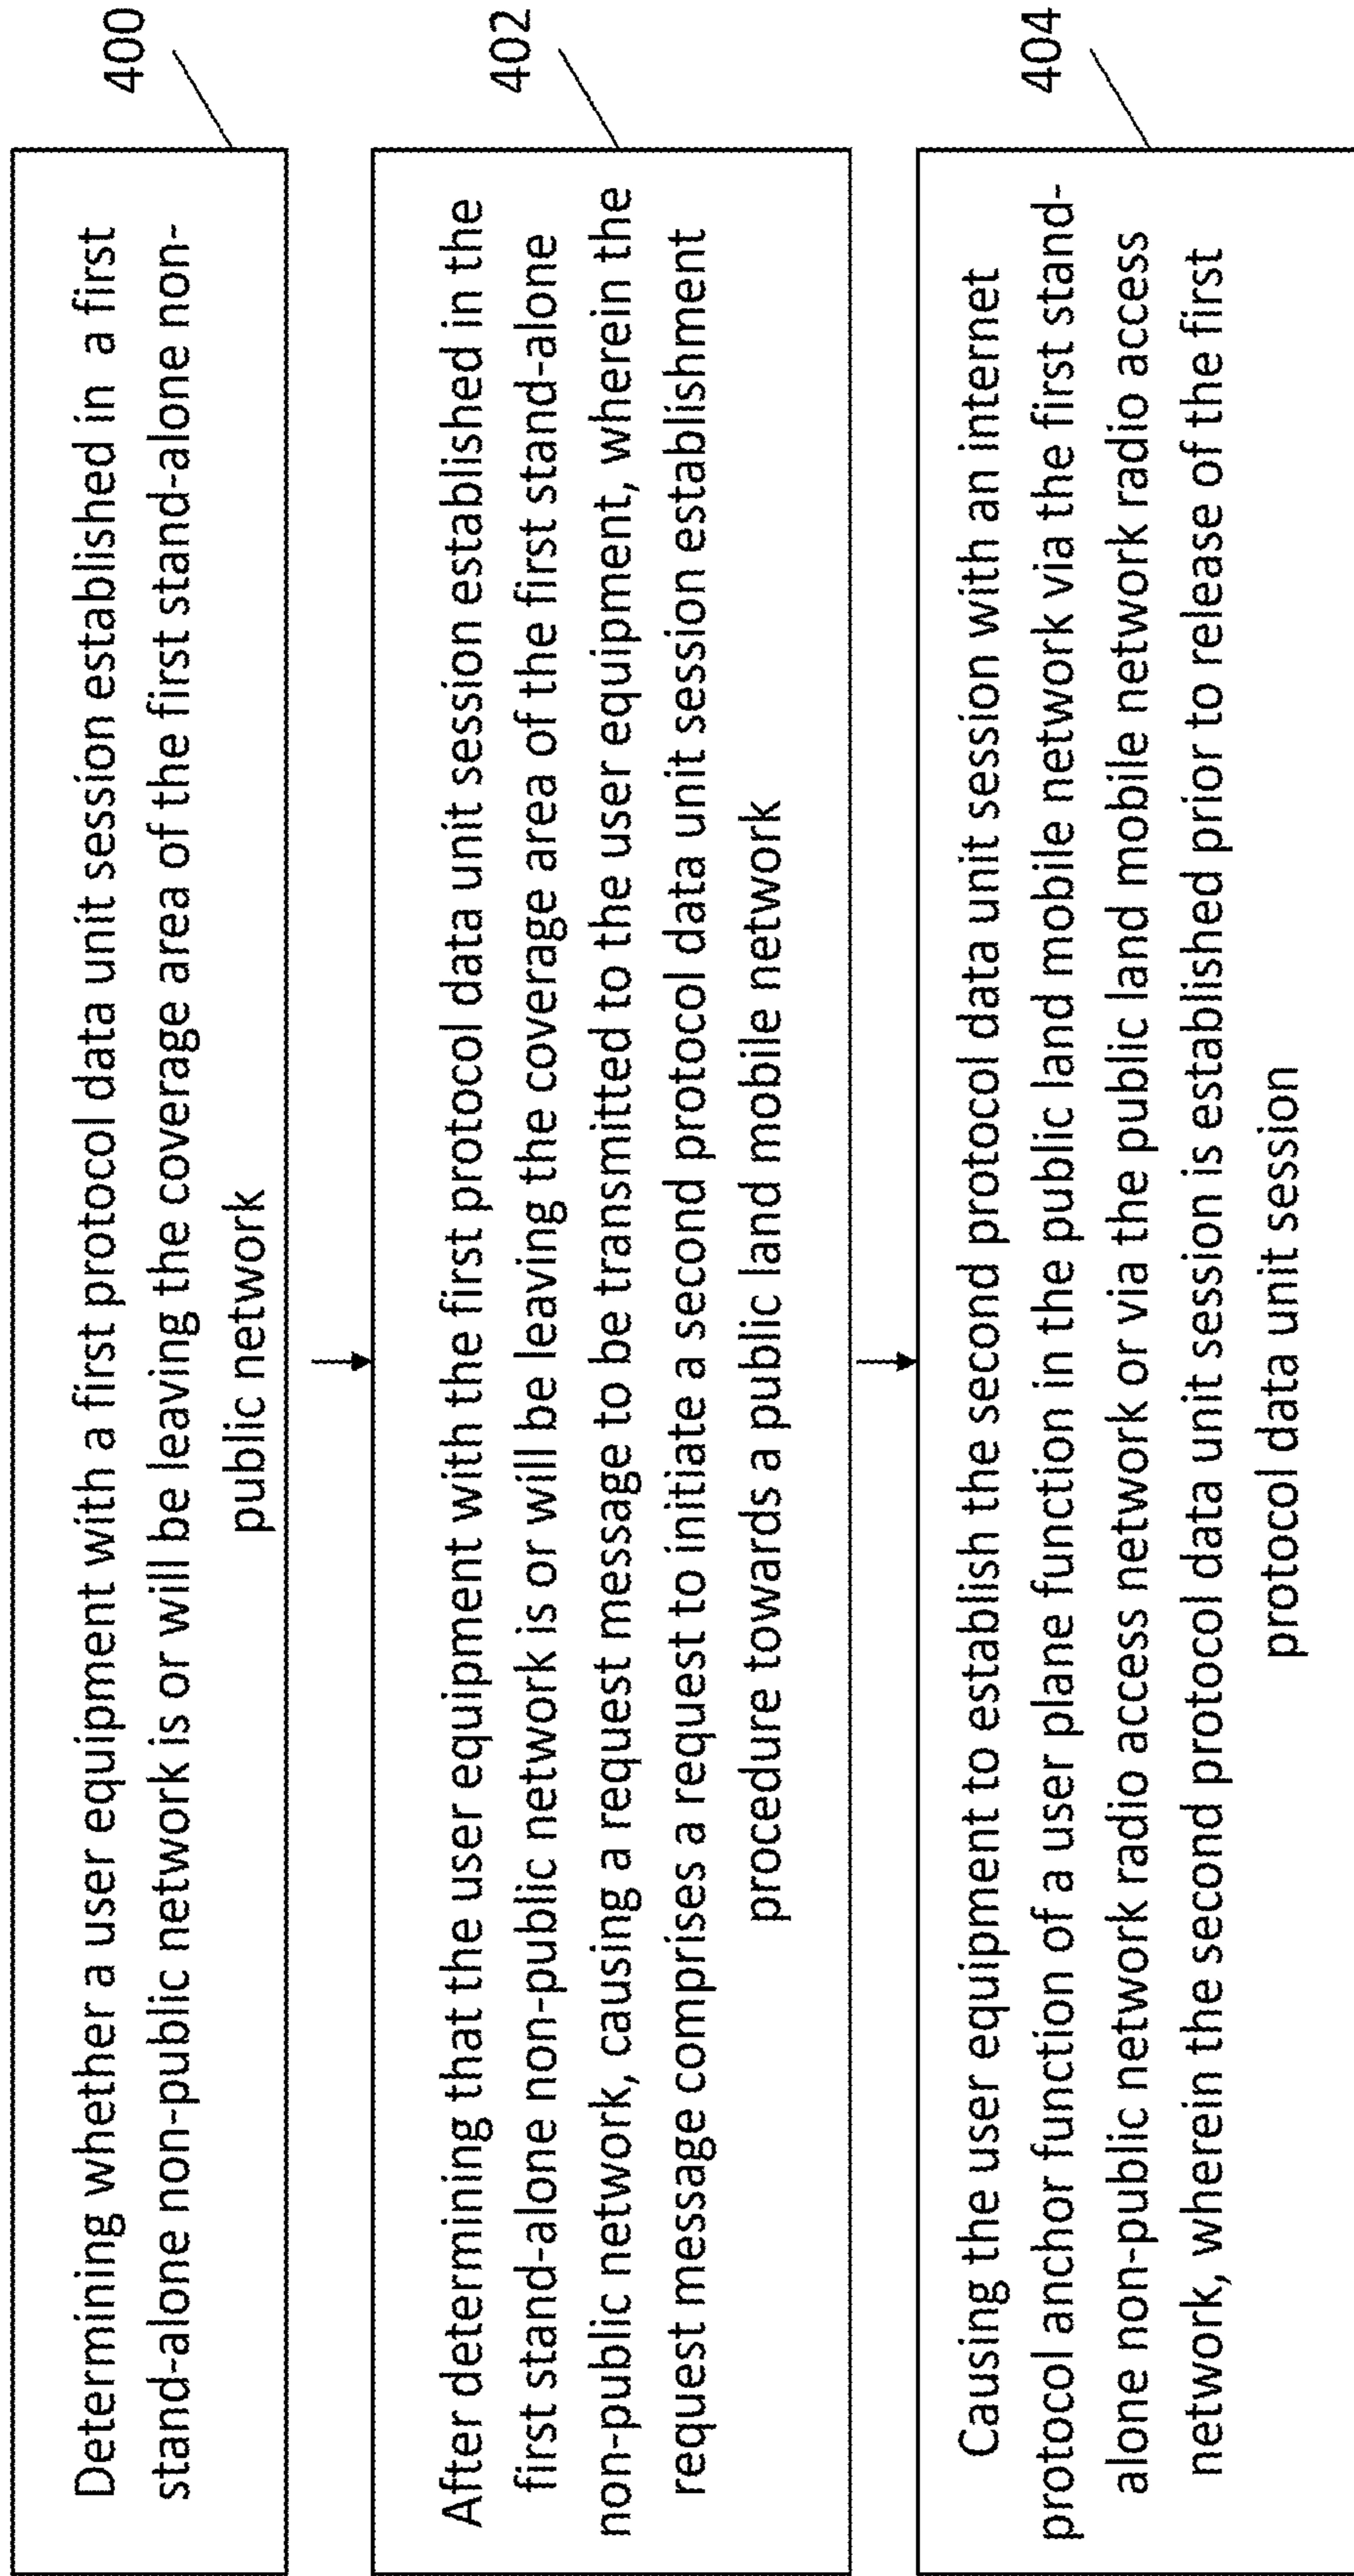 Determining whether a user equipment with a first protocol data unit session established in a first
stand-alone non-public network is or will be leaving the coverage area of the first stand-alone non-
public network
400
After determining that the user equipment with the first protocol data unit session established in the
first stand-alone non-public network is or will be leaving the coverage area of the first stand-alone
non-public network, causing a request message to be transmitted to the user equipment, wherein the
request message comprises a request to initiate a second protocol data unit session establishment
procedure towards a public land mobile network
402
Causing the user equipment to establish the second protocol data unit session with an internet
protocol anchor function of a user plane function in the public land mobile network via the first stand-
alone non-public network radio access network or via the public land mobile network radio access
network, wherein the second protocol data unit session is established prior to release of the first
protocol data unit session
404